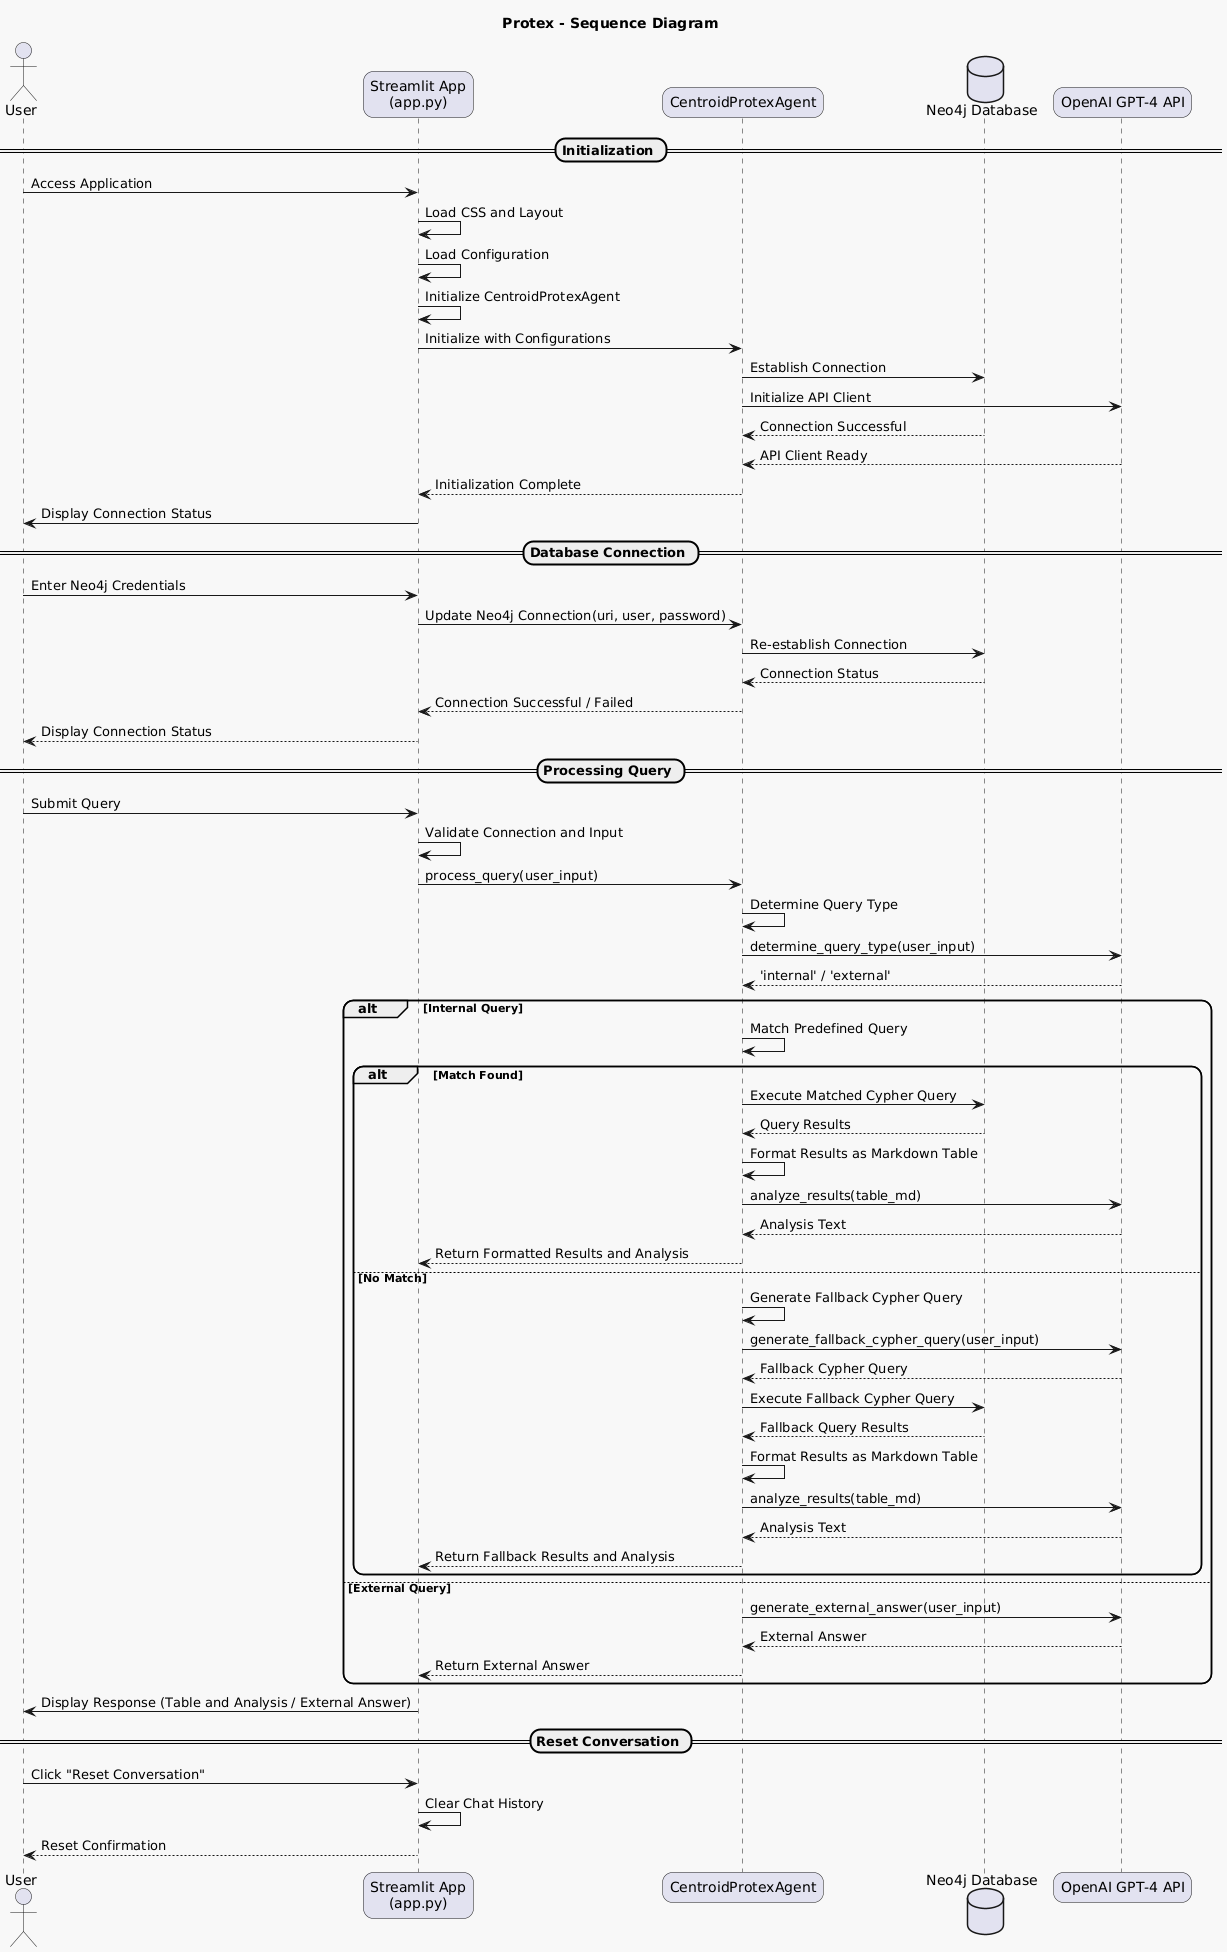 Protex - Sequence Diagram
User
Streamlit App
(app.py)
CentroidProtexAgent
Neo4j Database
OpenAI GPT-4 API
Initialization
Access Application
Load CSS and Layout
Load Configuration
Initialize CentroidProtexAgent
Initialize with Configurations
Establish Connection
Initialize API Client
Connection Successful
API Client Ready
Initialization Complete
Display Connection Status
Database Connection
Enter Neo4j Credentials
Update Neo4j Connection(uri, user, password)
Re-establish Connection
Connection Status
Connection Successful / Failed
Display Connection Status
Processing Query
Submit Query
Validate Connection and Input
process_query(user_input)
Determine Query Type
determine_query_type(user_input)
'internal' / 'external'
alt [Internal Query]
Match Predefined Query
alt [Match Found]
Execute Matched Cypher Query
Query Results
Format Results as Markdown Table
analyze_results(table_md)
Analysis Text
Return Formatted Results and Analysis
[No Match]
Generate Fallback Cypher Query
generate_fallback_cypher_query(user_input)
Fallback Cypher Query
Execute Fallback Cypher Query
Fallback Query Results
Format Results as Markdown Table
analyze_results(table_md)
Analysis Text
Return Fallback Results and Analysis
[External Query]
generate_external_answer(user_input)
External Answer
Return External Answer
Display Response (Table and Analysis / External Answer)
Reset Conversation
Click "Reset Conversation"
Clear Chat History
Reset Confirmation
User
Streamlit App
(app.py)
CentroidProtexAgent
Neo4j Database
OpenAI GPT-4 API